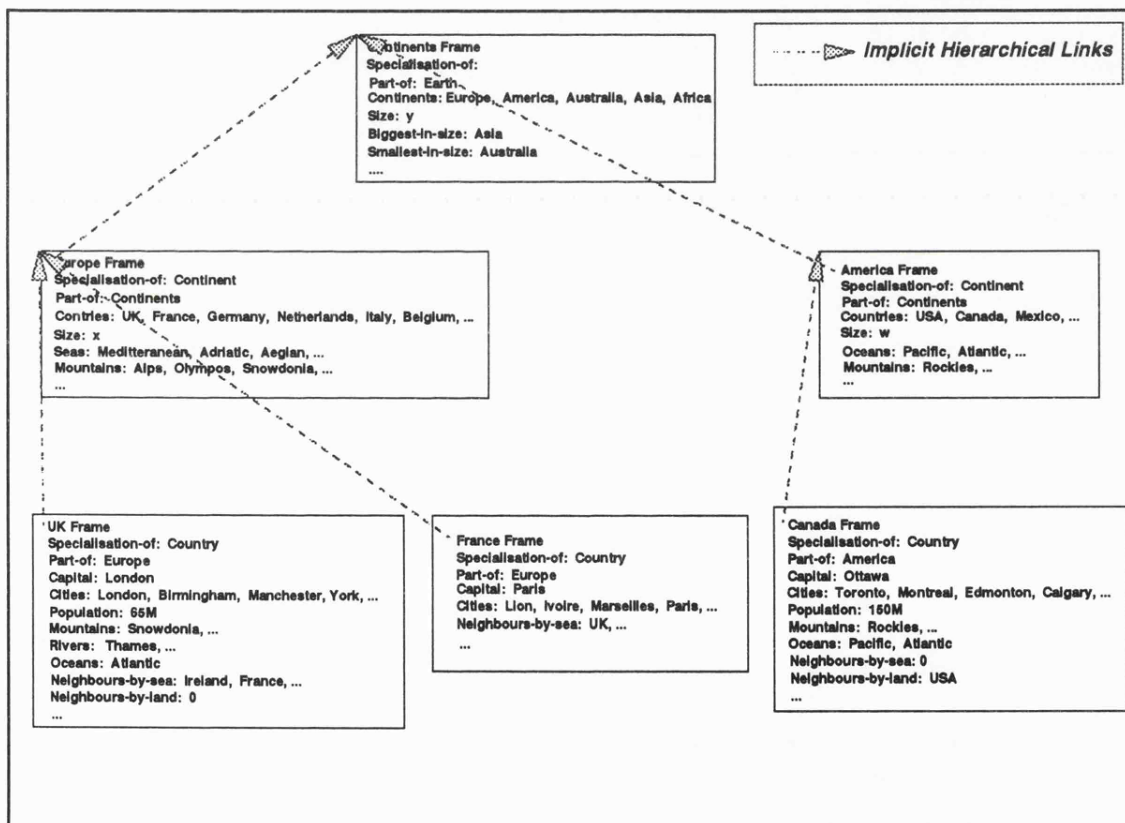 Implicit Hierarchical Links
Continents Frame
Specialisation-of:
Part-of: Earth
Continents: Europe, America, Australia, Asia, Africa
Size: y
Biggest-in-size: Asia
Smallest-in-size: Australia
....
Europe Frame
Specialisation-of: Continent
Part-of: Continents
Contries: UK, France, Germany, Netherlands, Italy, Belgium, ...
Size: x
Seas: Meditteranean, Adriatic, Aegian, ...
Mountains: Alps, Olympos, Snowdonia, ...
...
America Frame
Specialisation-of: Continent
Part-of: Continents
Countries: USA, Canada, Mexico, ...
Size: w
Oceans: Pacific, Atlantic, ...
Mountains: Rockies, ...
...
UK Frame
Specialisation-of: Country
Part-of: Europe
Capital: London
Cities: London, Birmingham, Manchester, York, ...
Population: 65M
Mountains: Snowdonia, ...
Rivers: Thames, ...
Oceans: Atlantic
Neighbours-by-sea: Ireland, France, ...
Neighbours-by-land: 0
...
France Frame
Specialisation-of: Country
Part-of: Europe
Capital: Paris
Cities: Lion, Ivoire, Marseilles, Paris, ...
Neighbours-by-sea: UK, ...
...
Canada Frame
Specialisation-of: Country
Part-of: America
Capital: Ottawa
Cities: Toronto, Montreal, Edmonton, Calgary, ...
Population: 150M
Mountains: Rockies, ...
Oceans: Pacific, Atlantic
Neighbours-by-sea: 0
Neighbours-by-land: USA
...